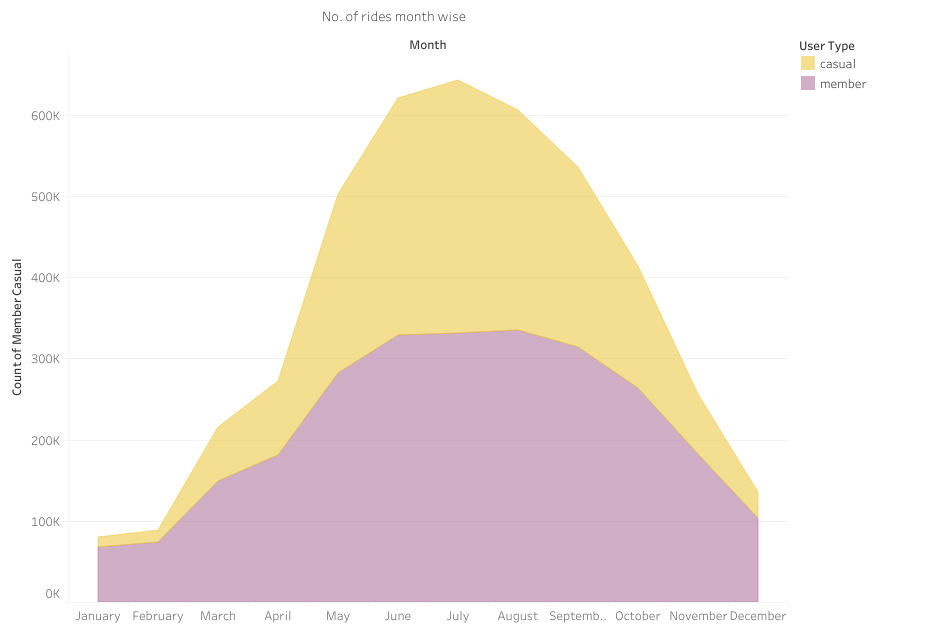 No. of rides month wise
Month
User Type
casual
member
Count of Member Casual
600K
500K
400K
300K
200K
100K
0K
January February March April May June July August Septemb.. October November December